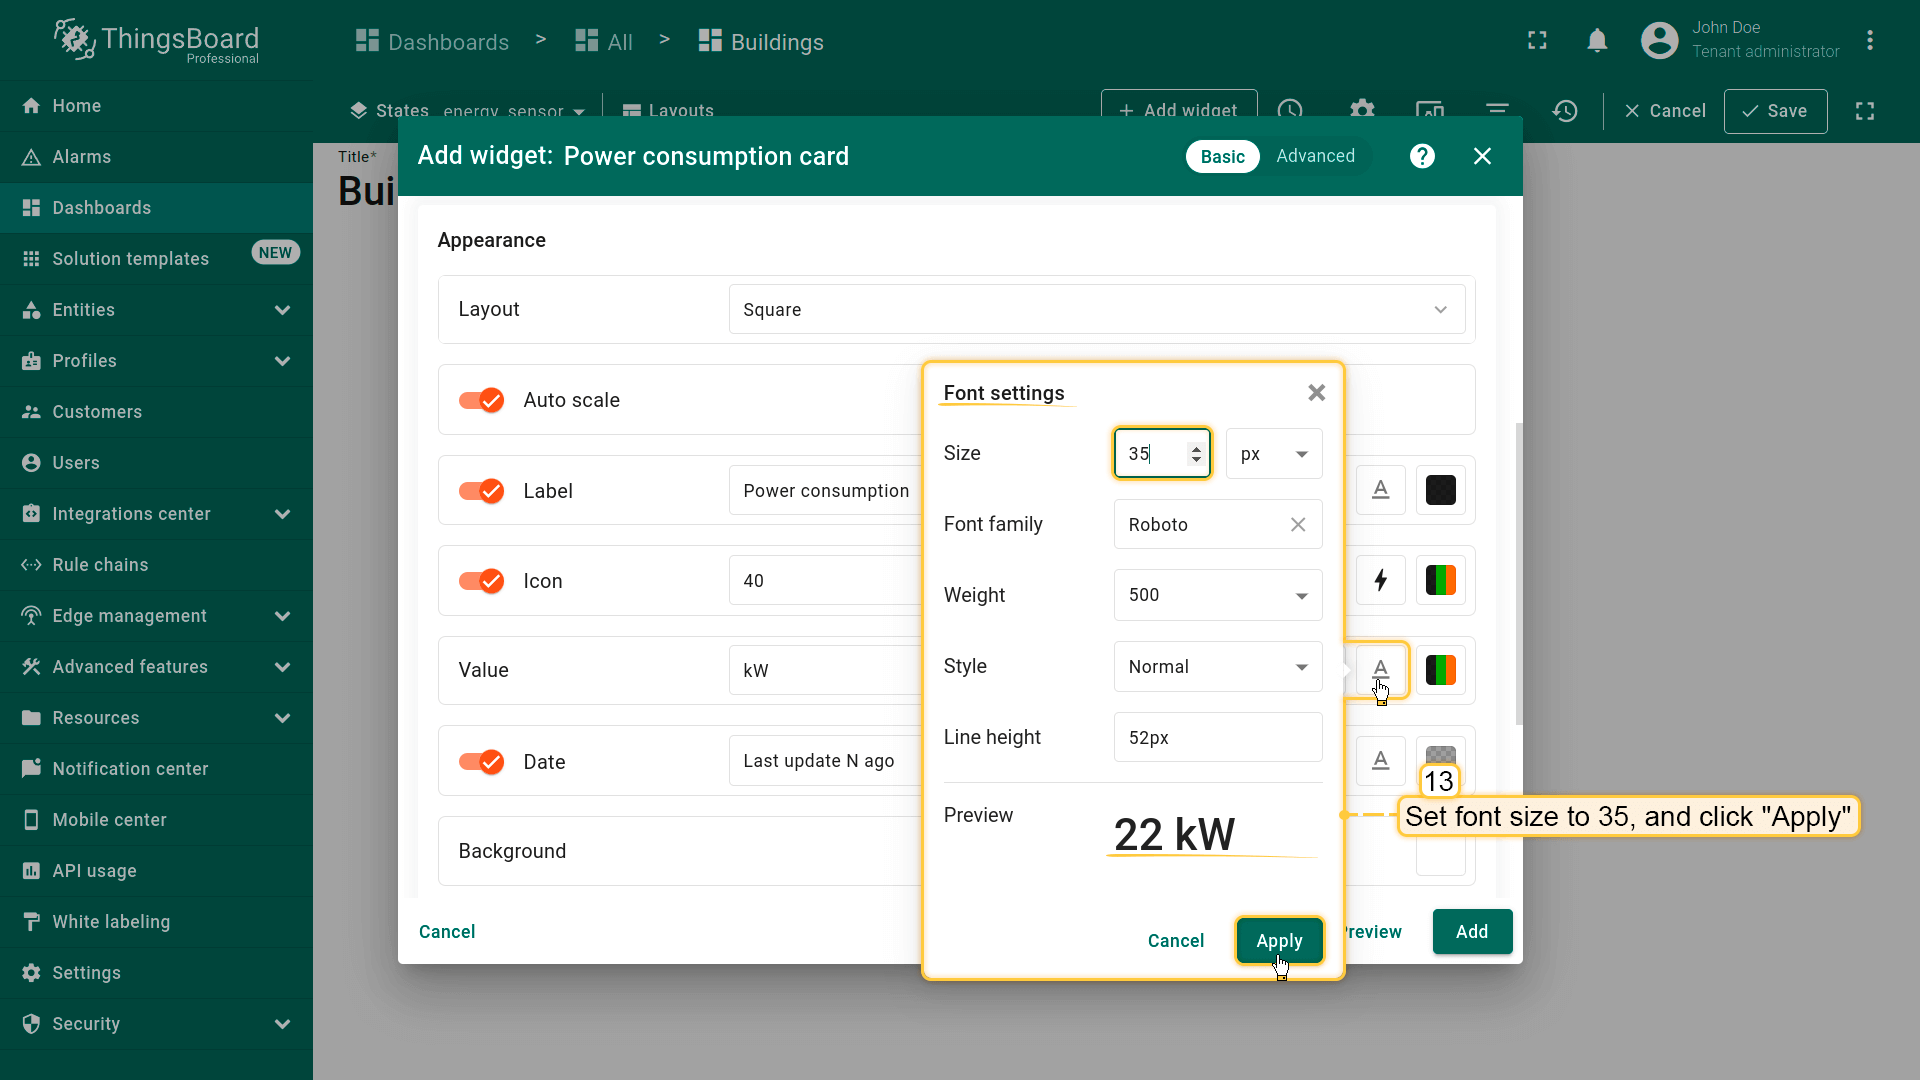 ThingsBoard
Professional
Dashboards > All > Buildings
John Doe
Tenant administrator
States energy_sensor
Layouts
+ Add widget
Cancel
Save
Home
Alarms
Dashboards
Solution templates NEW
Entities
Profiles
Customers
Users
Integrations center
Rule chains
Edge management
Advanced features
Resources
Notification center
Mobile center
API usage
White labeling
Settings
Security
Title*
Bui
Add widget: Power consumption card
Basic Advanced
Appearance
Layout Square
Auto scale
Label Power consumption
Icon 40
Value kW
Date Last update N ago
Background
Cancel
Preview
Add
Font settings
Size 35 px
Font family Roboto
Weight 500
Style Normal
Line height 52px
Preview 22 kW
Cancel Apply
13
Set font size to 35, and click "Apply"